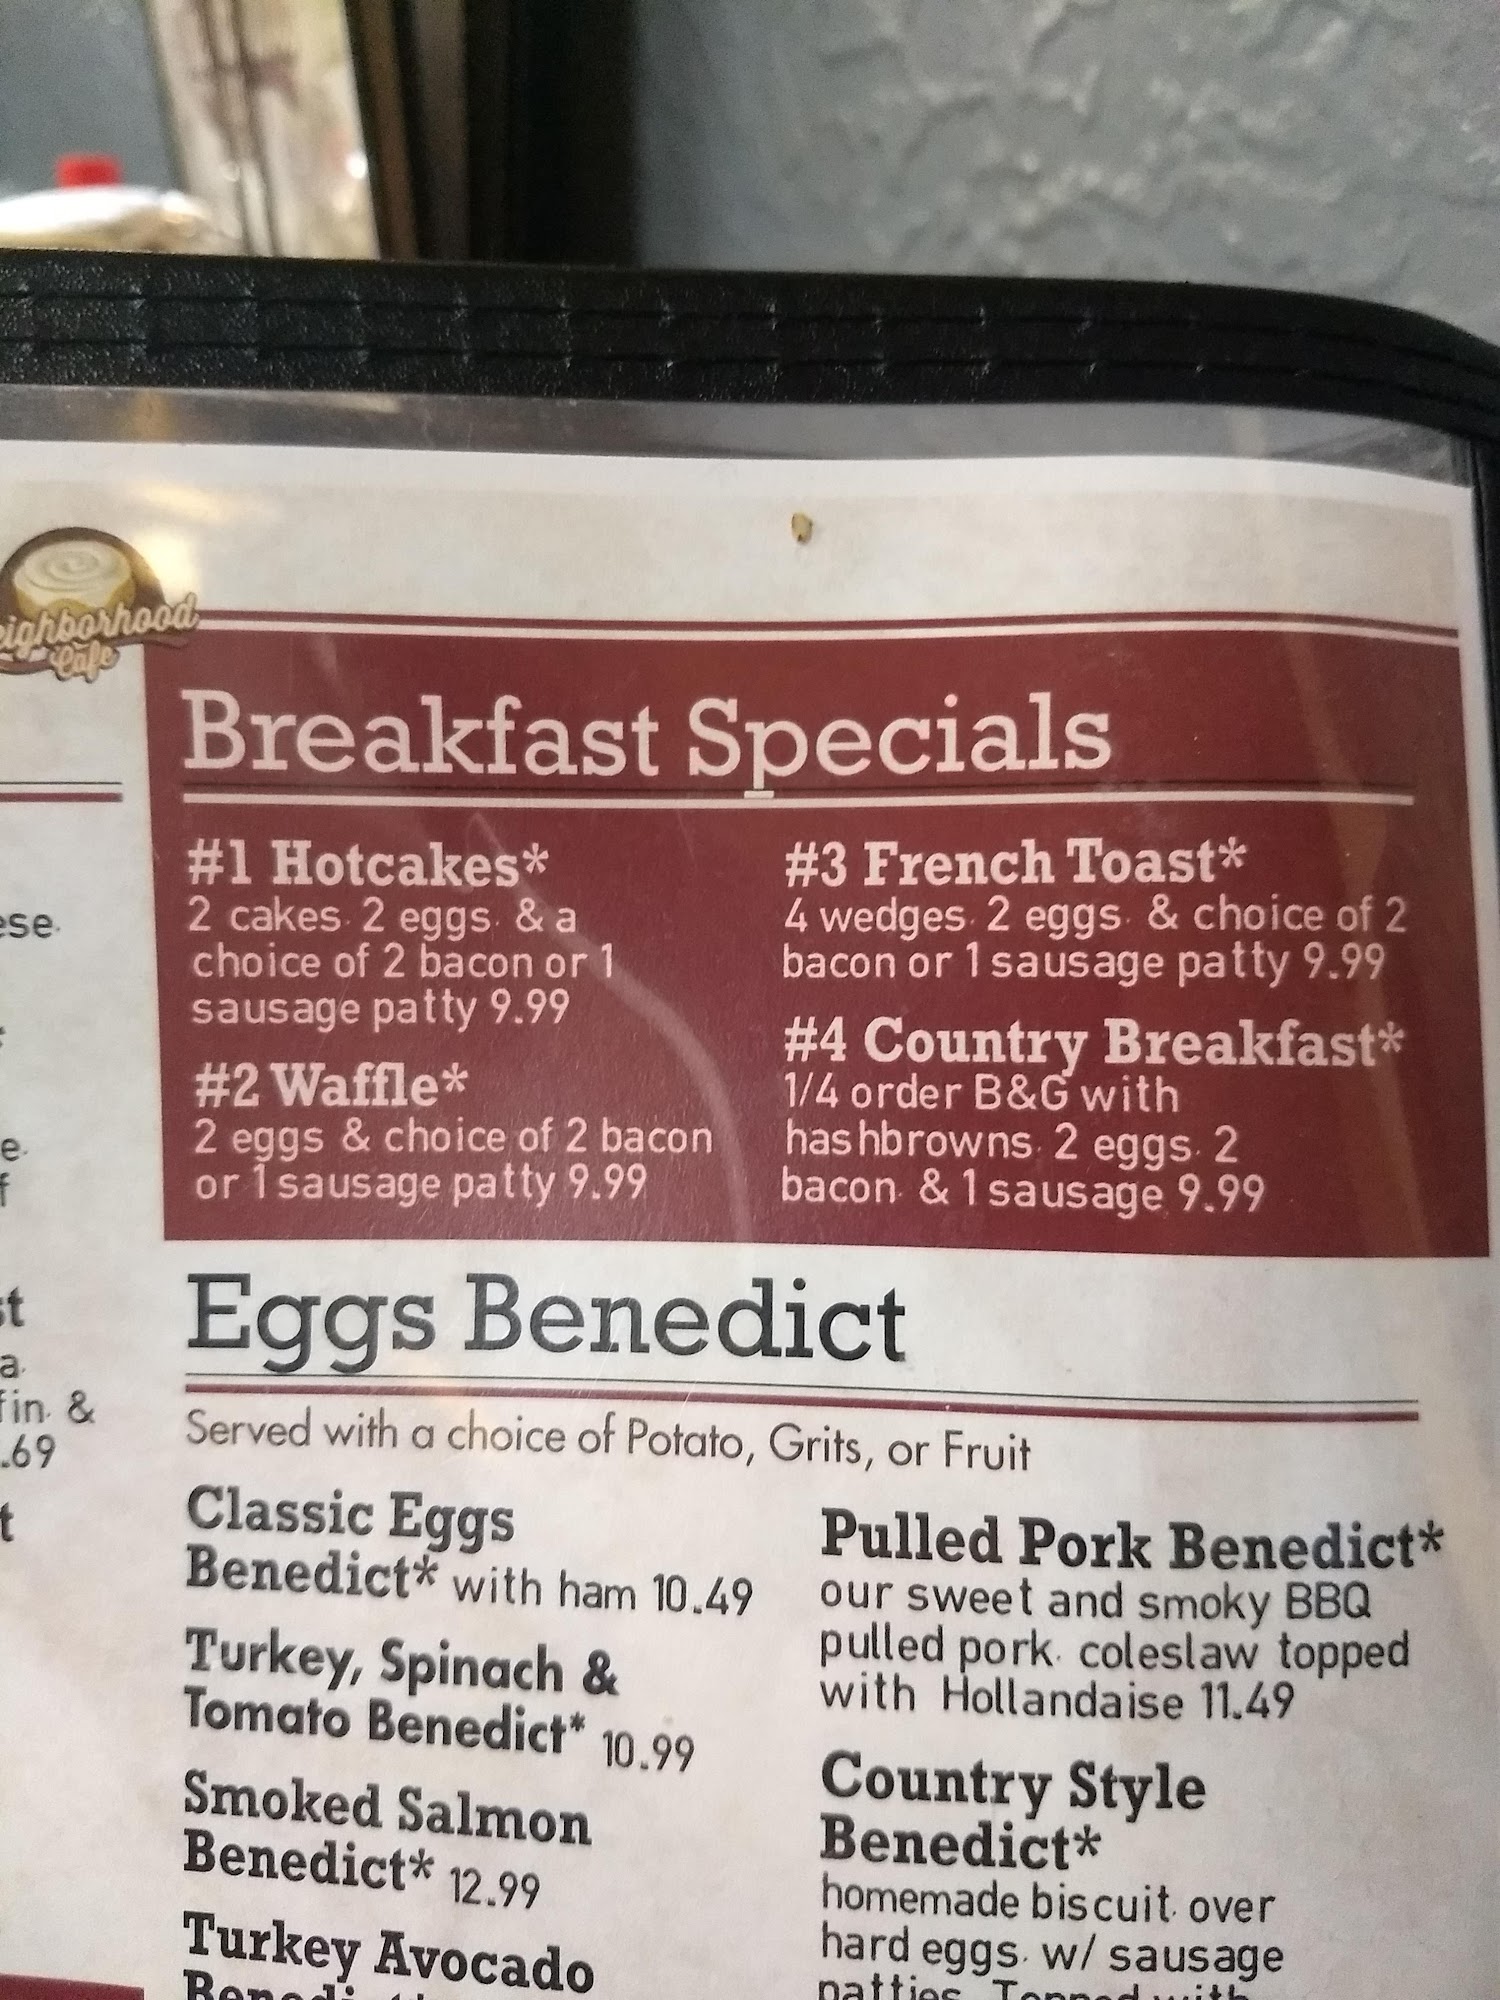 Neighborhood
Cafe
Breakfast Specials
#1 Hotcakes*
2 cakes, 2 eggs, & a
choice of 2 bacon or 1
sausage patty 9.99
#2 Waffle*
2 eggs & choice of 2 bacon
or 1 sausage patty 9.99
#3 French Toast*
4 wedges, 2 eggs, & choice of 2
bacon or 1 sausage patty 9.99
#4 Country Breakfast*
1/4 order B&G with
hashbrowns, 2 eggs, 2
bacon, & 1 sausage 9.99
Eggs Benedict
Served with a choice of Potato, Grits, or Fruit
Classic Eggs
Benedict* with ham 10.49
Turkey, Spinach &
Tomato Benedict* 10.99
Smoked Salmon
Benedict* 12.99
Turkey Avocado
Pulled Pork Benedict*
our sweet and smoky BBQ
pulled pork, coleslaw topped
with Hollandaise 11.49
Country Style
Benedict*
homemade biscuit, over
hard eggs, w/ sausage
patties. Topped with
& 
.69